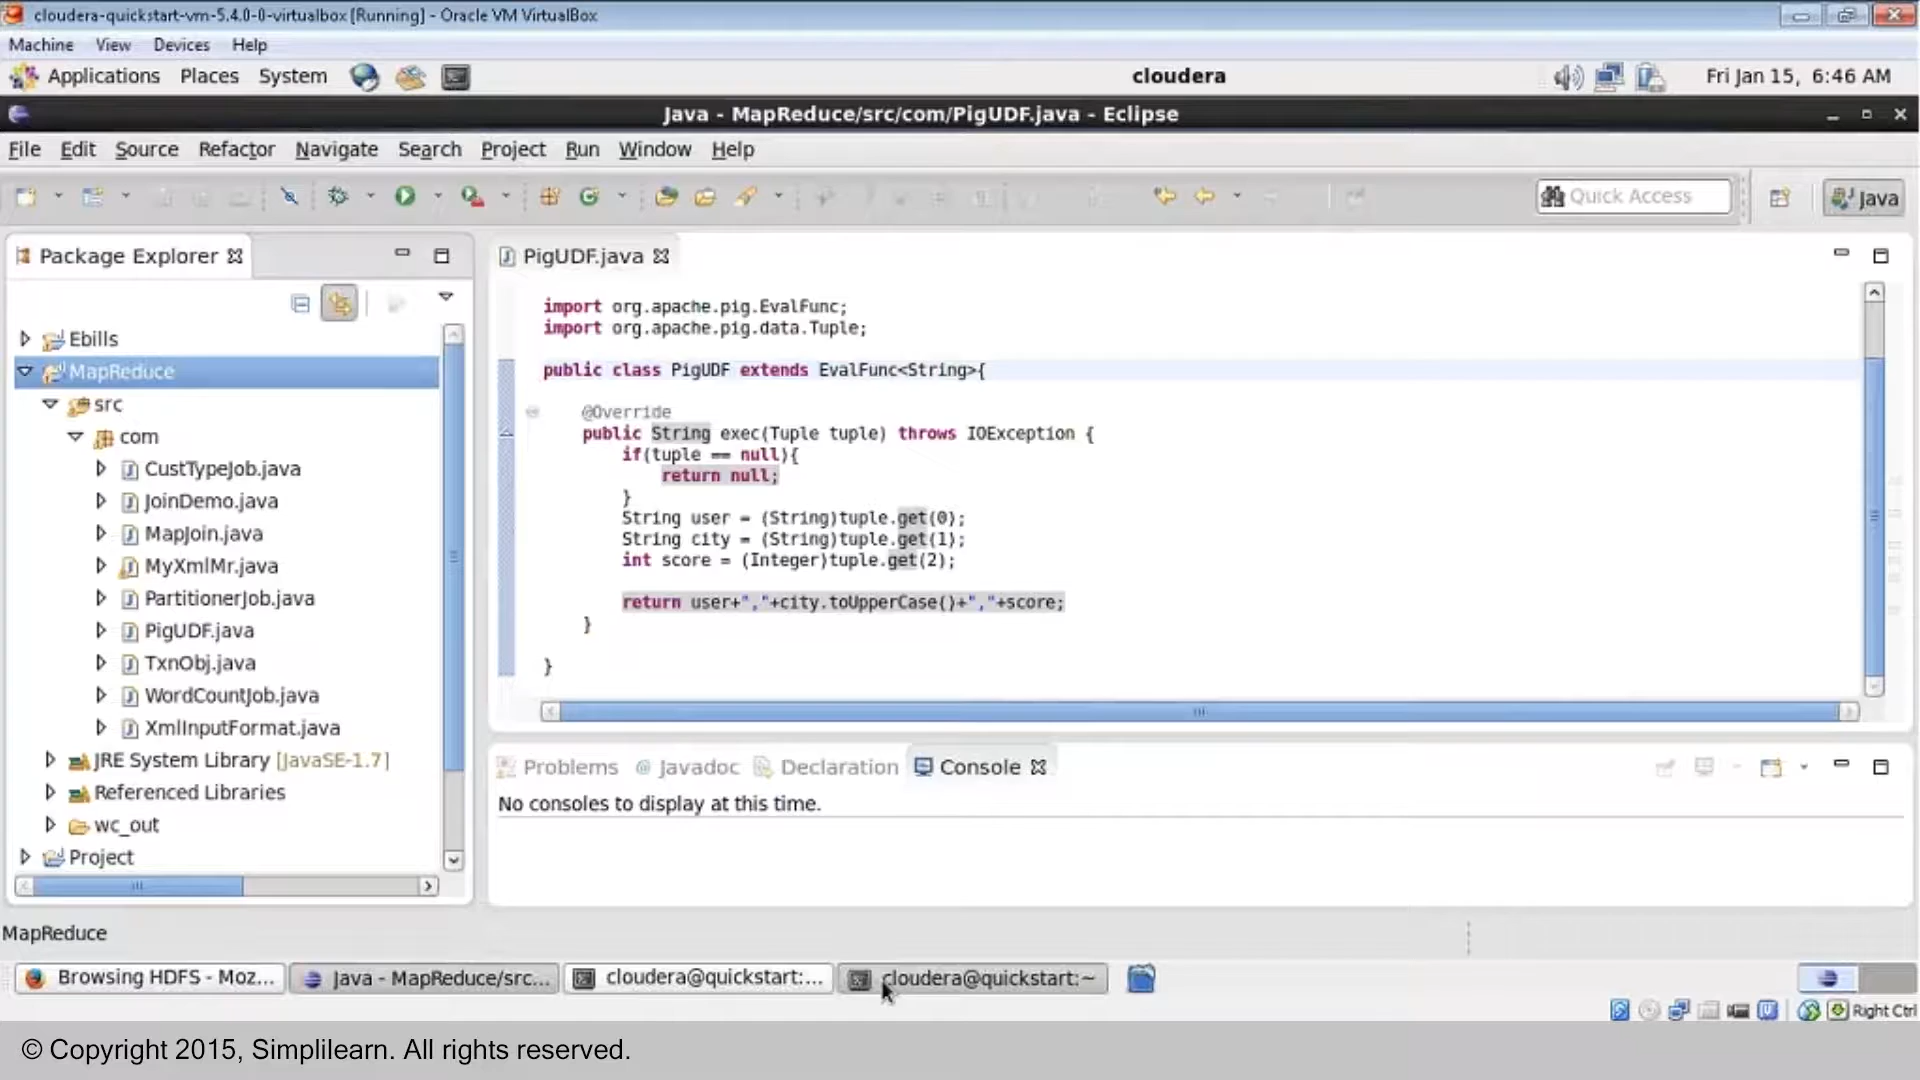 cloudera-quickstart-vm-5.4.0-0-virtualbox [Running] - Oracle VM VirtualBox
Machine View Devices Help
Applications Places System cloudera Fri Jan 15, 6:46 AM
Java - MapReduce/src/com/PigUDF.java - Eclipse
File Edit Source Refactor Navigate Search Project Run Window Help
Quick Access Java
Package Explorer
Ebills
MapReduce
src
com
CustTypeJob.java
JoinDemo.java
MapJoin.java
MyXmlMr.java
PartitionerJob.java
PigUDF.java
TxnObj.java
WordCountJob.java
XmlInputFormat.java
JRE System Library [JavaSE-1.7]
Referenced Libraries
wc_out
Project
PigUDF.java
import org.apache.pig.EvalFunc;
import org.apache.pig.data.Tuple;
public class PigUDF extends EvalFunc<String>{
@Override
public String exec(Tuple tuple) throws IOException {
if(tuple == null){
return null;
}
String user = (String)tuple.get(0);
String city = (String)tuple.get(1);
int score = (Integer)tuple.get(2);
return user+","+city.toUpperCase()+","+score;
}
}
Problems Javadoc Declaration Console
No consoles to display at this time.
MapReduce
Browsing HDFS - Moz... Java - MapReduce/src... cloudera@quickstart:... cloudera@quickstart:~
Right Ctrl
© Copyright 2015, Simplilearn. All rights reserved.